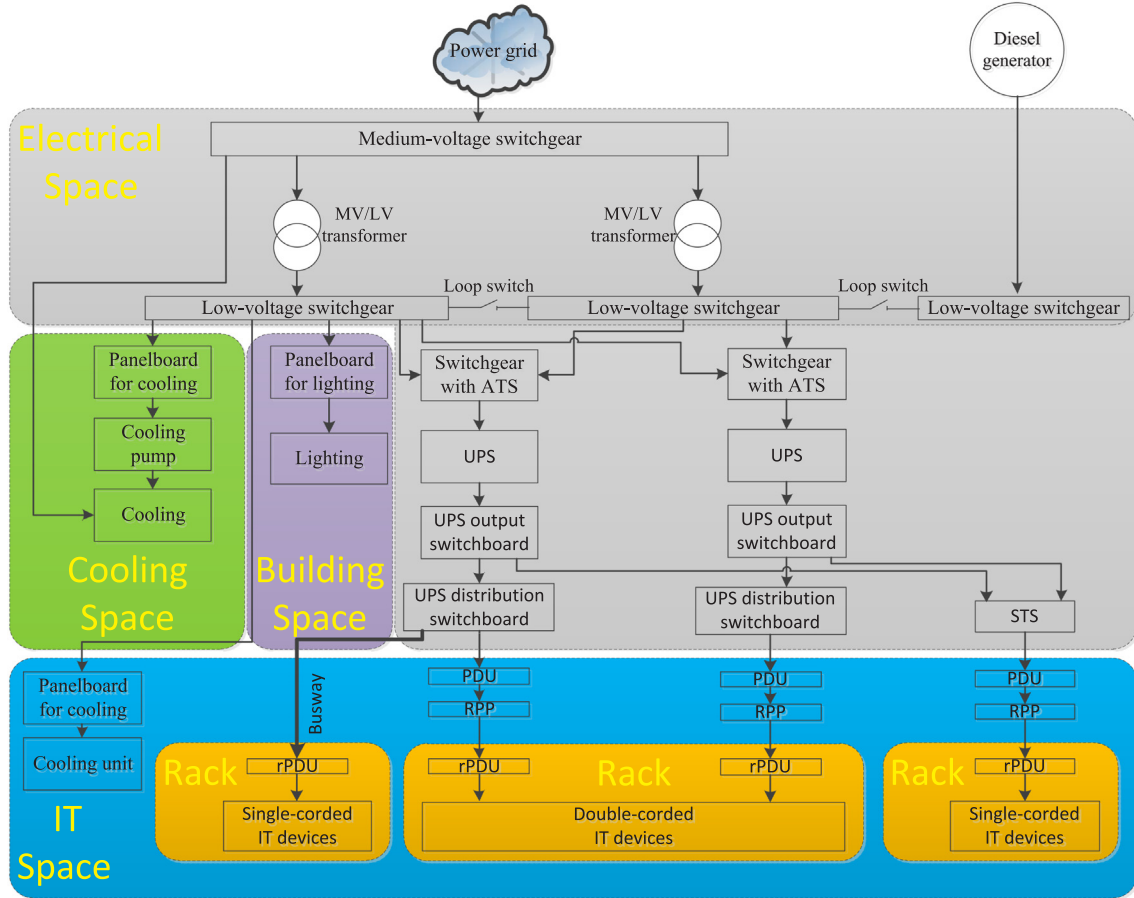 Power grid
Diesel
generator
Electrical
Space
Medium-voltage switchgear
MV/LV
transformer
MV/LV
transformer
Loop switch
Loop switch
Low-voltage switchgear
Low-voltage switchgear
Low-voltage switchgear
Panelboard
for cooling
Panelboard
for lighting
Switchgear
with ATS
Switchgear
with ATS
Cooling
pump
Lighting
UPS
UPS
Cooling
UPS output
switchboard
UPS output
switchboard
Cooling
Space
Building
Space
UPS distribution
switchboard
UPS distribution
switchboard
STS
Panelboard
for cooling
Busway
PDU
PDU
PDU
RPP
RPP
RPP
Cooling unit
Rack
rPDU
rPDU
Rack
rPDU
Rack
rPDU
IT
Space
Single-corded
IT devices
Double-corded
IT devices
Single-corded
IT devices